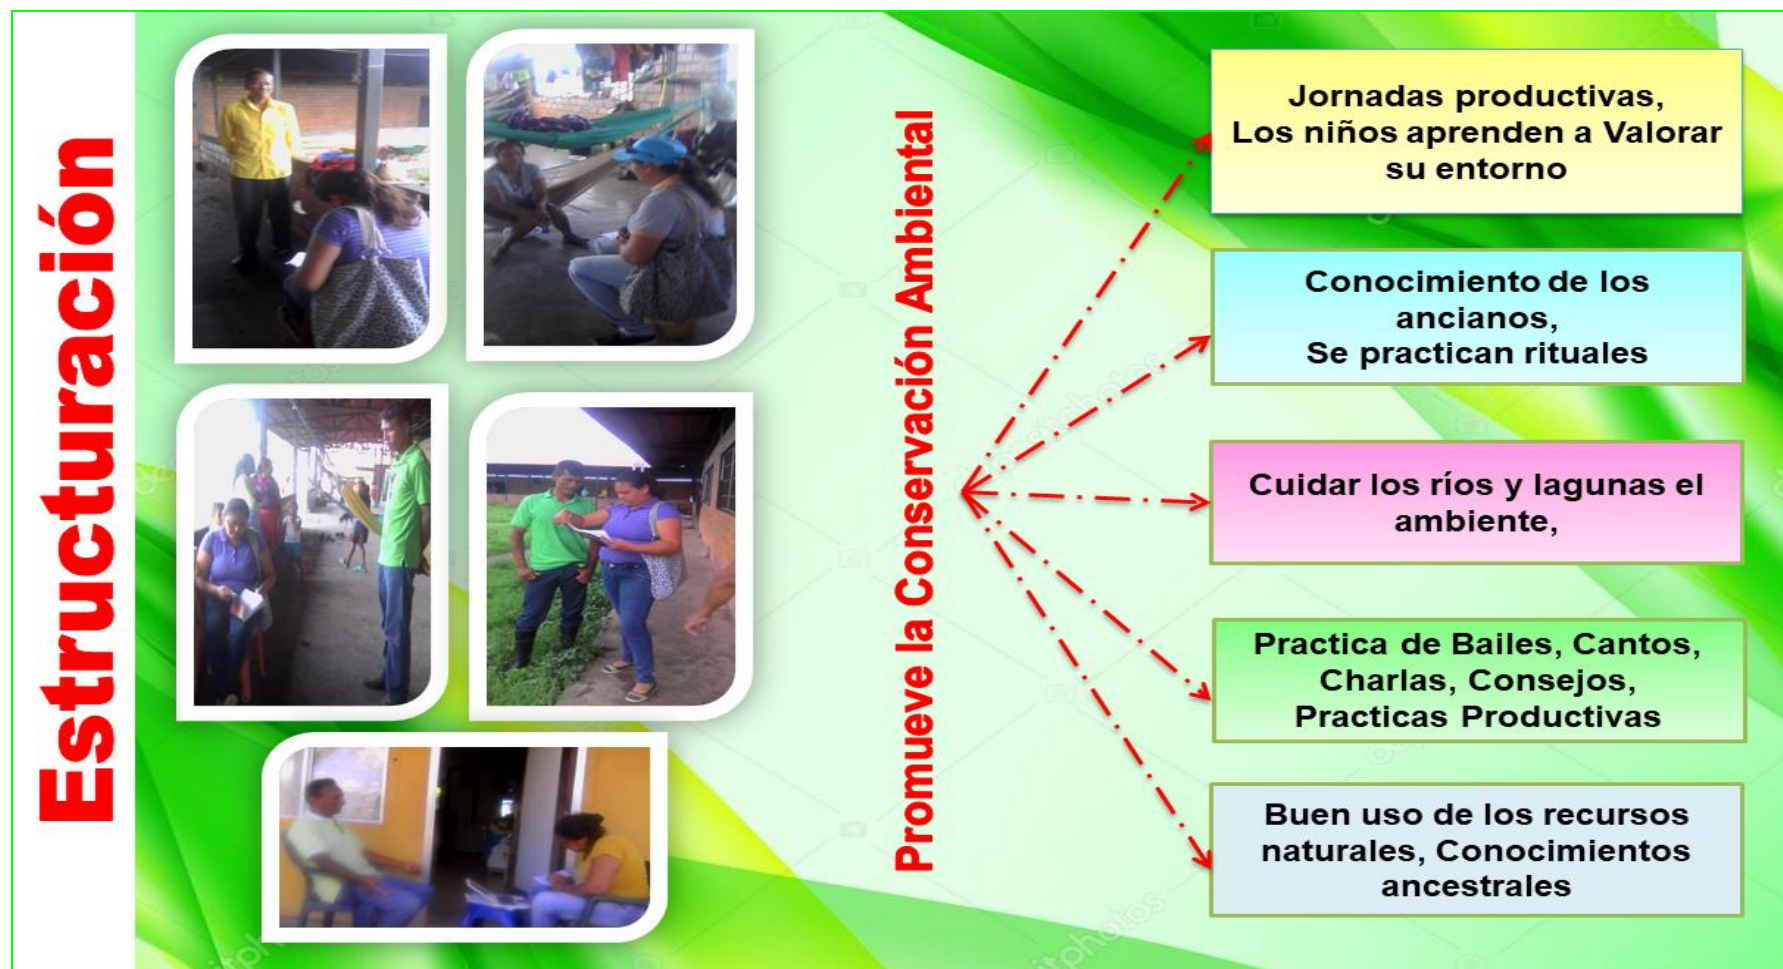 Estructuración
Promueve la Conservación Ambiental
Jornadas productivas,
Los niños aprenden a Valorar
su entorno
Conocimiento de los
ancianos,
Se practican rituales
Cuidar los ríos y lagunas el
ambiente,
Practica de Bailes, Cantos,
Charlas, Consejos,
Practicas Productivas
Buen uso de los recursos
naturales, Conocimientos
ancestrales